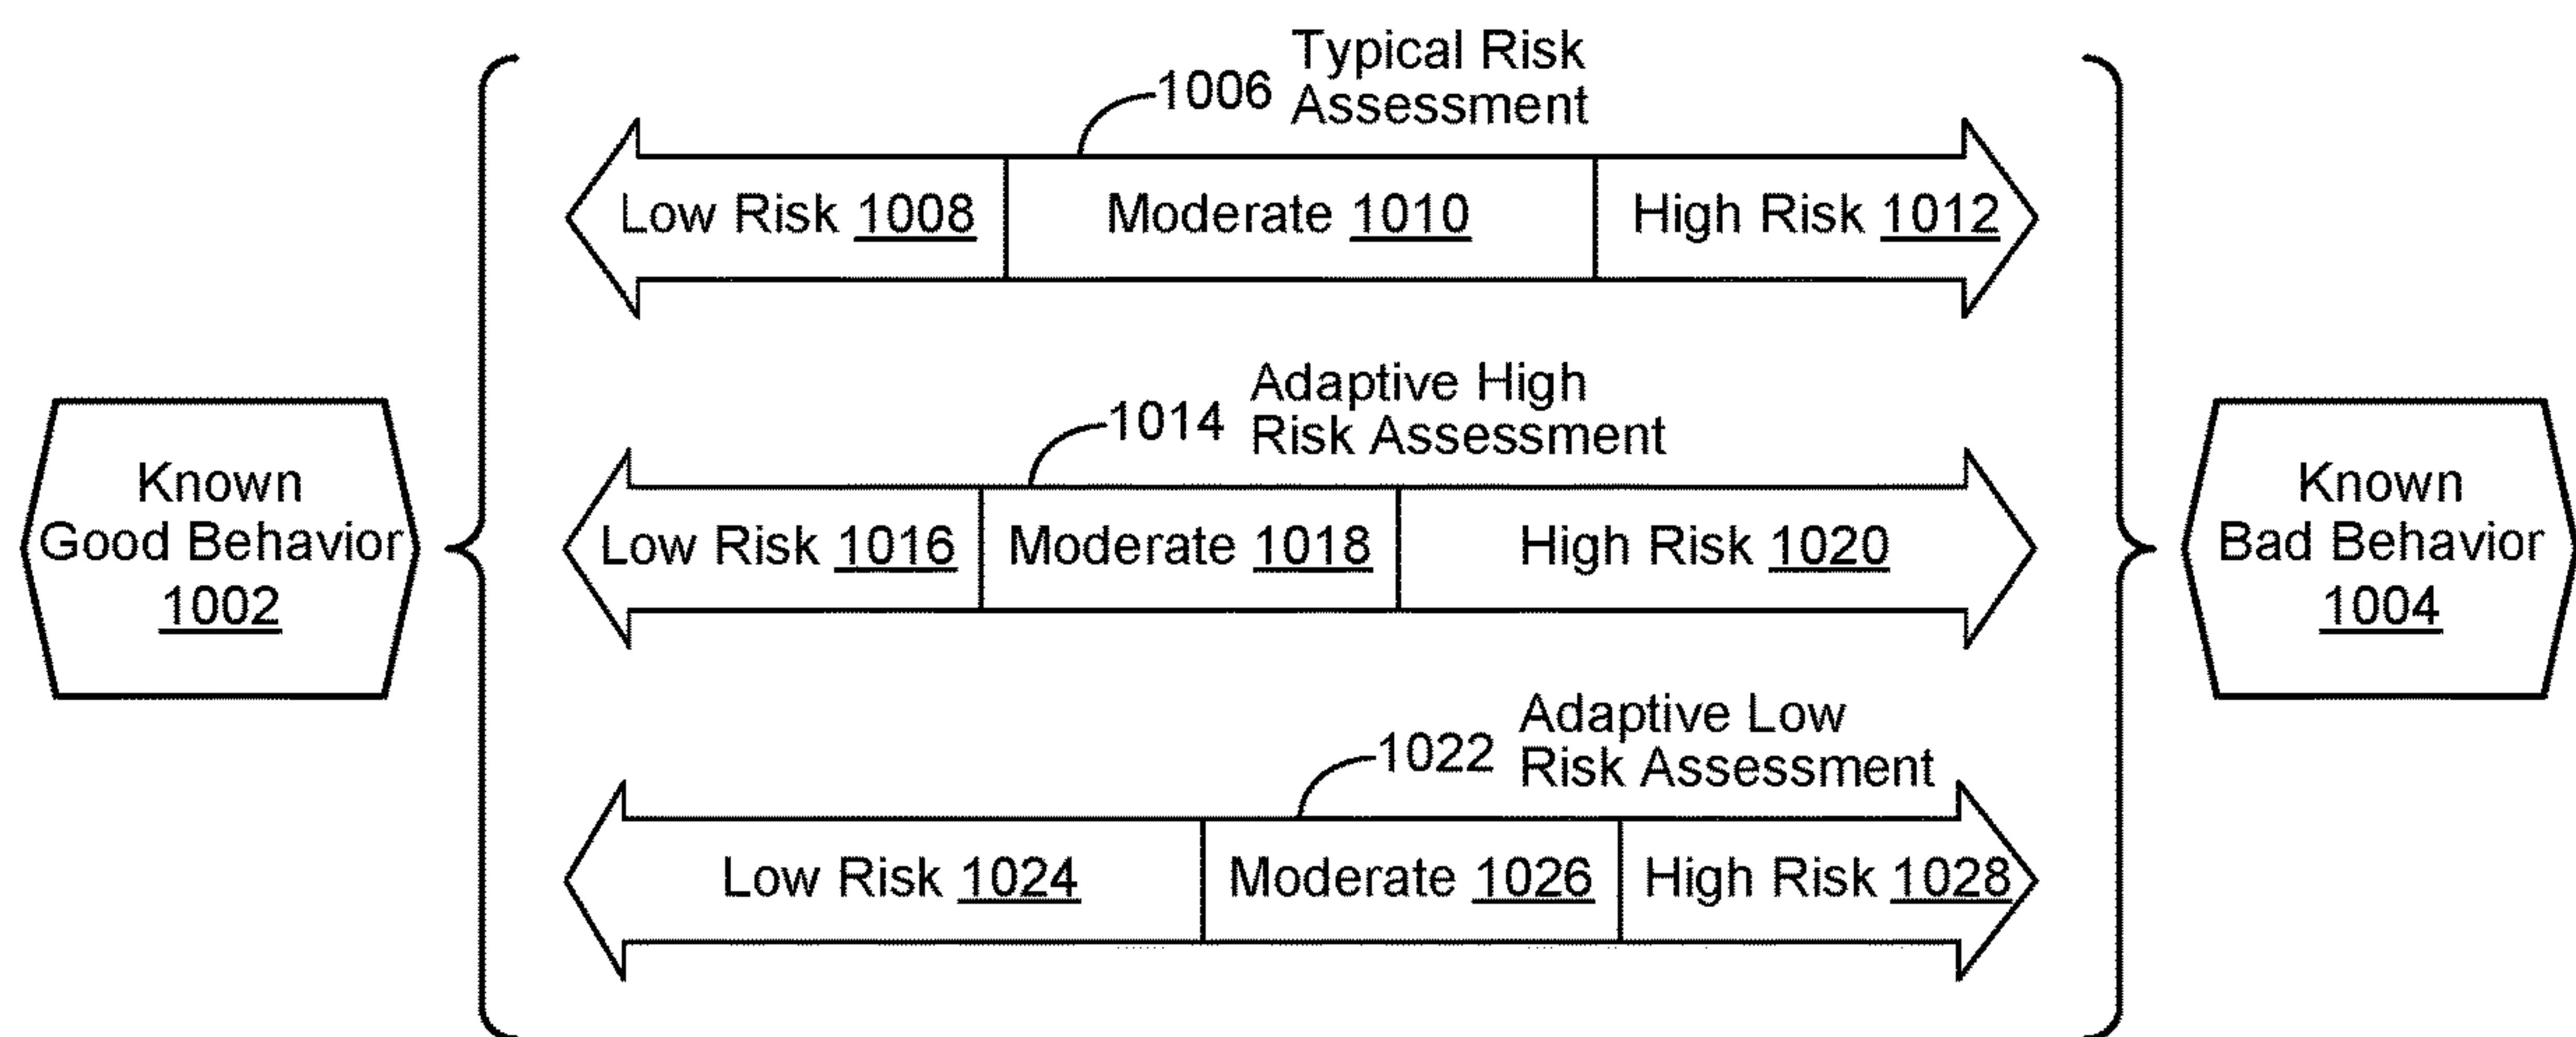 Typical Risk
1006 Assessment
Low Risk 1008 Moderate 1010 High Risk 1012
Adaptive High
1014 Risk Assessment
Known
Good Behavior
1002
Low Risk 1016 Moderate 1018 High Risk 1020
Known
Bad Behavior
1004
Adaptive Low
1022 Risk Assessment
Low Risk 1024 Moderate 1026 High Risk 1028